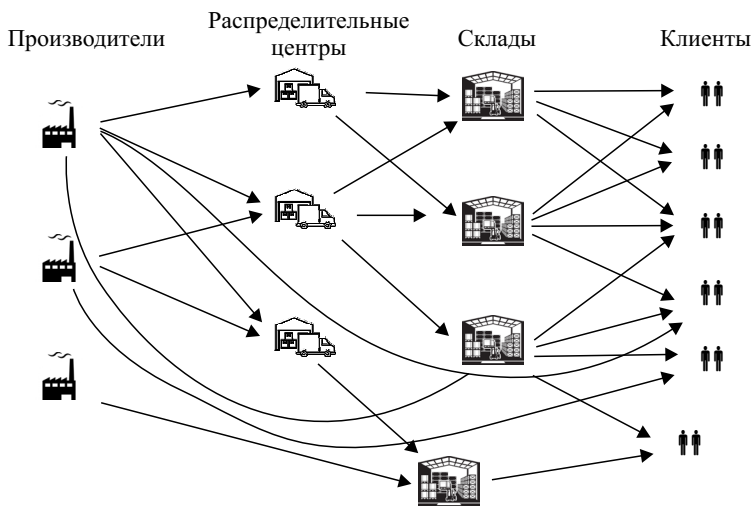 Производители
Распределительные
центры
Склады
Клиенты